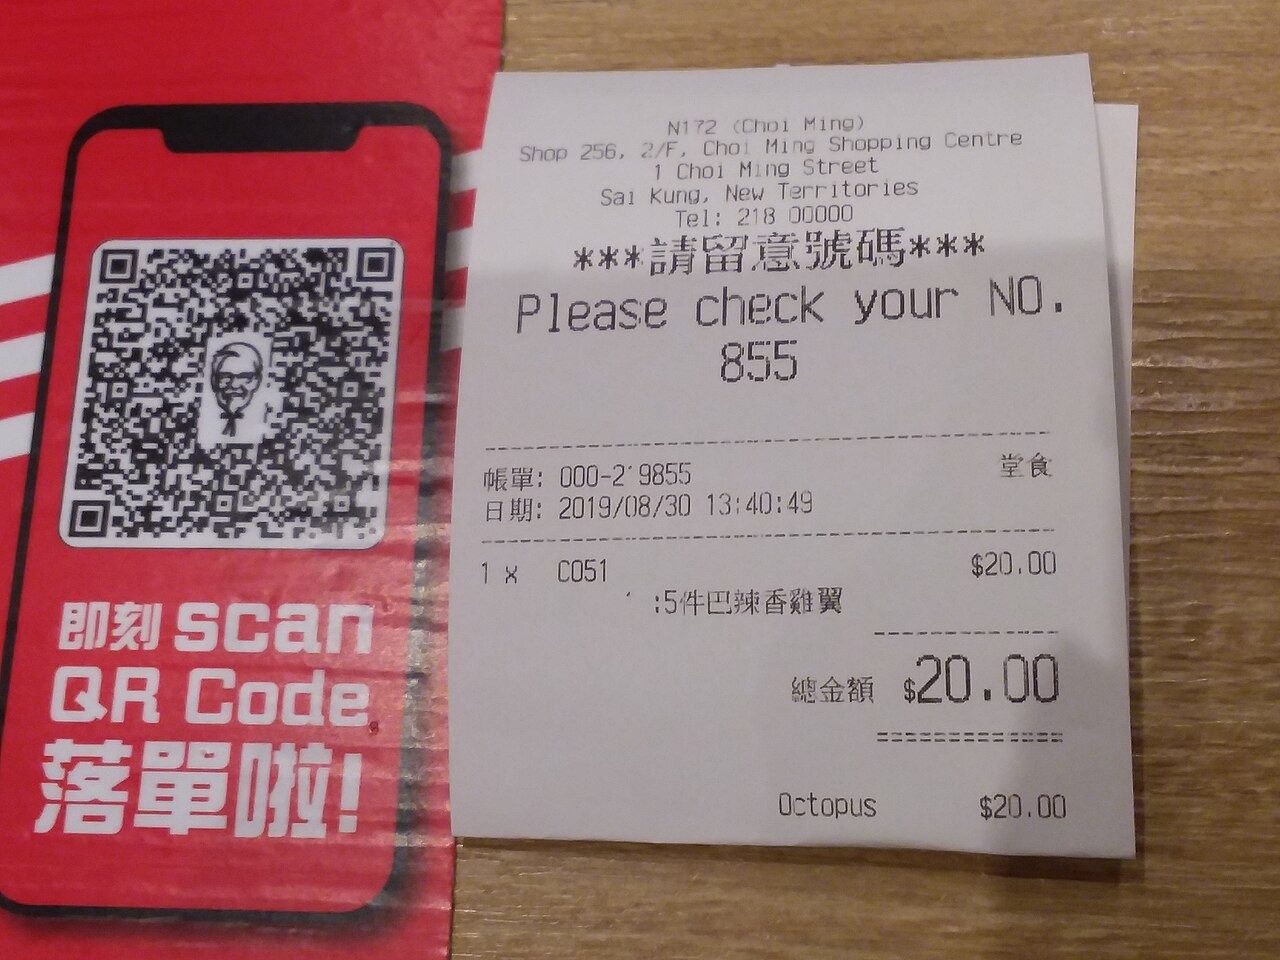 即刻 scan
QR Code
落單啦!
N172 (Choi Ming)
Shop 256, 2/F, Choi Ming Shopping Centre
1 Choi Ming Street
Sai Kung, New Territories
Tel: 218 00000
***請留意號碼***
Please check your NO.
855
帳單: 000-2 9855 堂食
日期: 2019/08/30 13:40:49
1 x C051 $20.00
:5件巴辣香雞翼
總金額 $20.00
Octopus $20.00